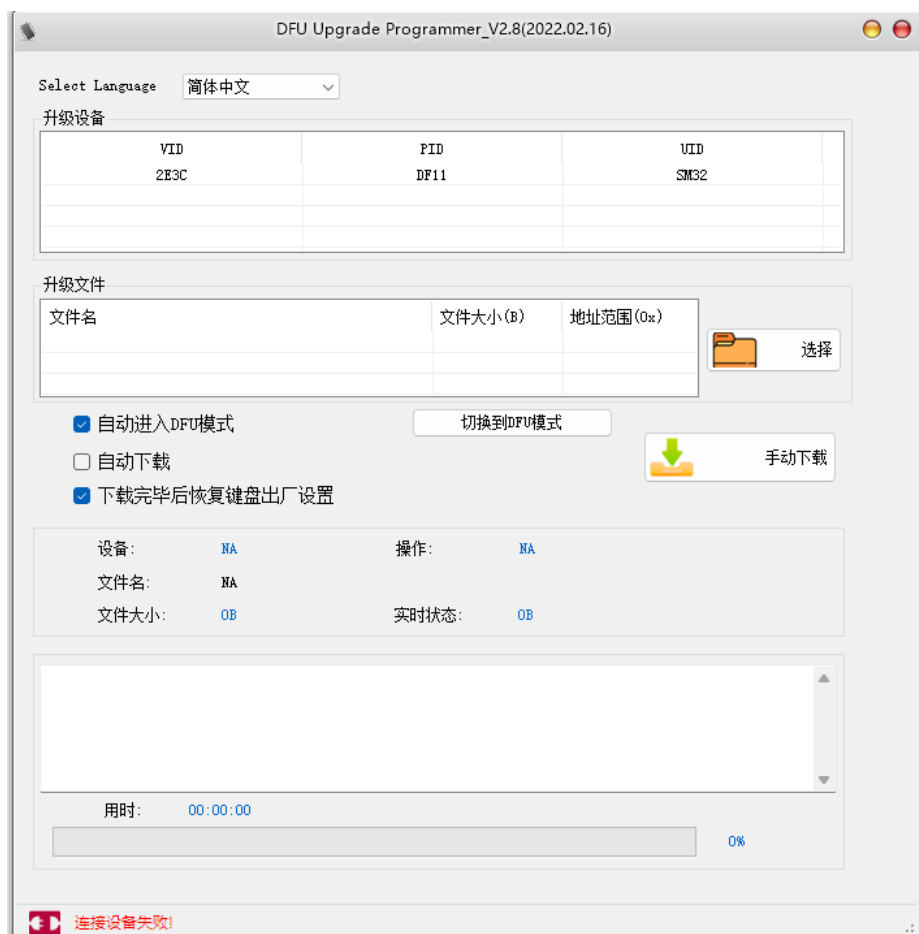 DFU Upgrade Programmer_V2.8(2022.02.16)
Select Language 简体中文
升级设备
VID PID UID
2E3C DF11 SM32
升级文件
文件名 文件大小(B) 地址范围(0x)
选择
自动进入DFU模式 切换到DFU模式
自动下载 手动下载
下载完毕后恢复键盘出厂设置
设备: NA 操作: NA
文件名: NA
文件大小: 0B 实时状态: 0B
用时: 00:00:00
0%
连接设备失败!